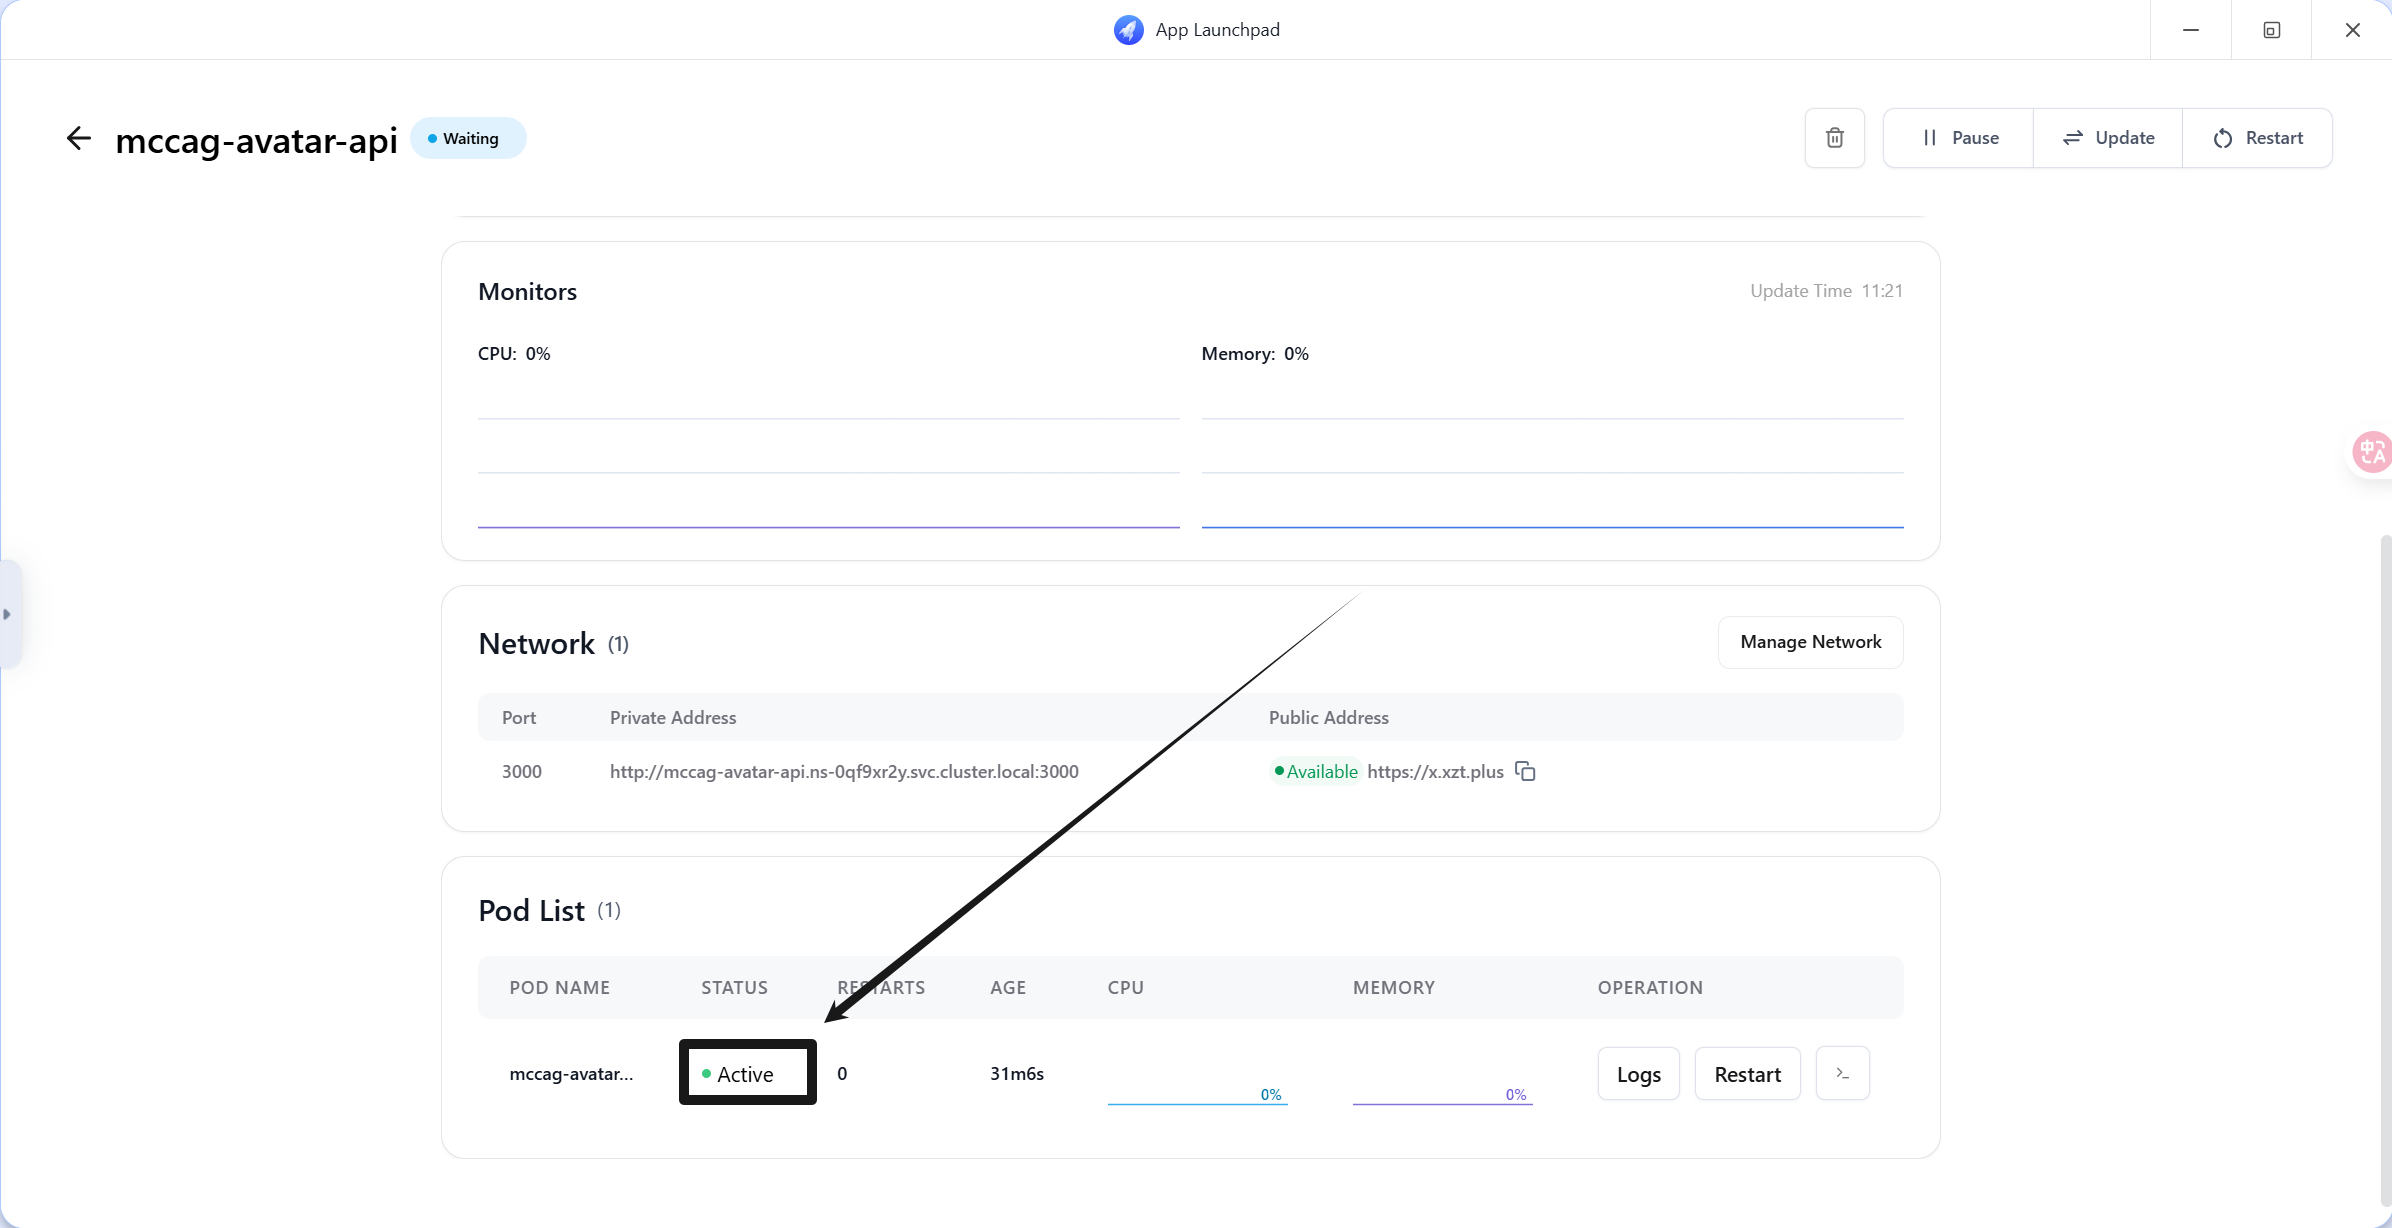 App Launchpad
mccag-avatar-api
Waiting
Pause
Update
Restart
Monitors
Update Time 11:21
CPU: 0%
Memory: 0%
Network (1)
Manage Network
Port Private Address Public Address
3000 http://mccag-avatar-api.ns-0qf9xr2y.svc.cluster.local:3000 Available https://x.xzt.plus
Pod List (1)
POD NAME STATUS RESTARTS AGE CPU MEMORY OPERATION
mccag-avatar... Active 0 31m6s 0% 0% Logs Restart >_
中A